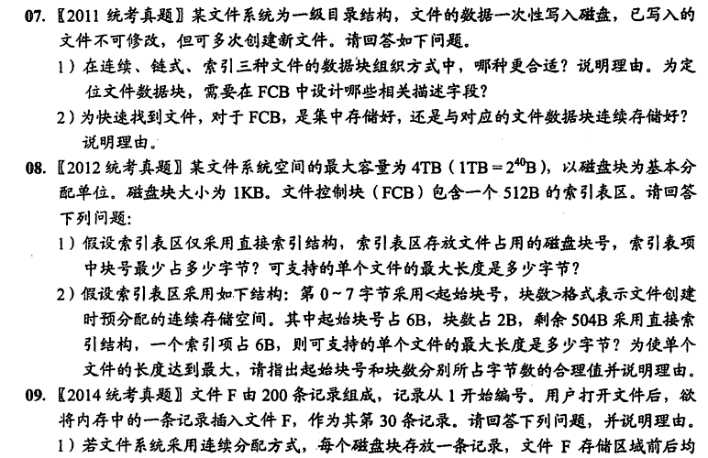 07.【2011 统考真题】某文件系统为一级目录结构，文件的数据一次性写入磁盘，已写入的
文件不可修改，但可多次创建新文件。请回答如下问题。
1）在连续、链式、索引三种文件的数据块组织方式中，哪种更合适？说明理由。为定
位文件数据块，需要在 FCB 中设计哪些相关描述字段？
2）为快速找到文件，对于 FCB，是集中存储好，还是与对应的文件数据块连续存储好？
说明理由。
08.【2012 统考真题】某文件系统空间的最大容量为 4TB（1TB = 2⁴⁰B），以磁盘块为基本分
配单位。磁盘块大小为 1KB。文件控制块（FCB）包含一个 512B 的索引表区。请回答
下列问题：
1）假设索引表区仅采用直接索引结构，索引表区存放文件占用的磁盘块号，索引表项
中块号最少占多少字节？可支持的单个文件的最大长度是多少字节？
2）假设索引表区采用如下结构：第 0～7 字节采用<起始块号，块数>格式表示文件创建
时预分配的连续存储空间。其中起始块号占 6B，块数占 2B，剩余 504B 采用直接索
引结构，一个索引项占 6B，则可支持的单个文件的最大长度是多少字节？为使单个
文件的长度达到最大，请指出起始块号和块数分别所占字节数的合理值并说明理由。
09.【2014 统考真题】文件 F 由 200 条记录组成，记录从 1 开始编号。用户打开文件后，欲
将内存中的一条记录插入文件 F，作为其第 30 条记录。请回答下列问题，并说明理由。
1）若文件系统采用连续分配方式，每个磁盘块存放一条记录，文件 F 存储区域前后均